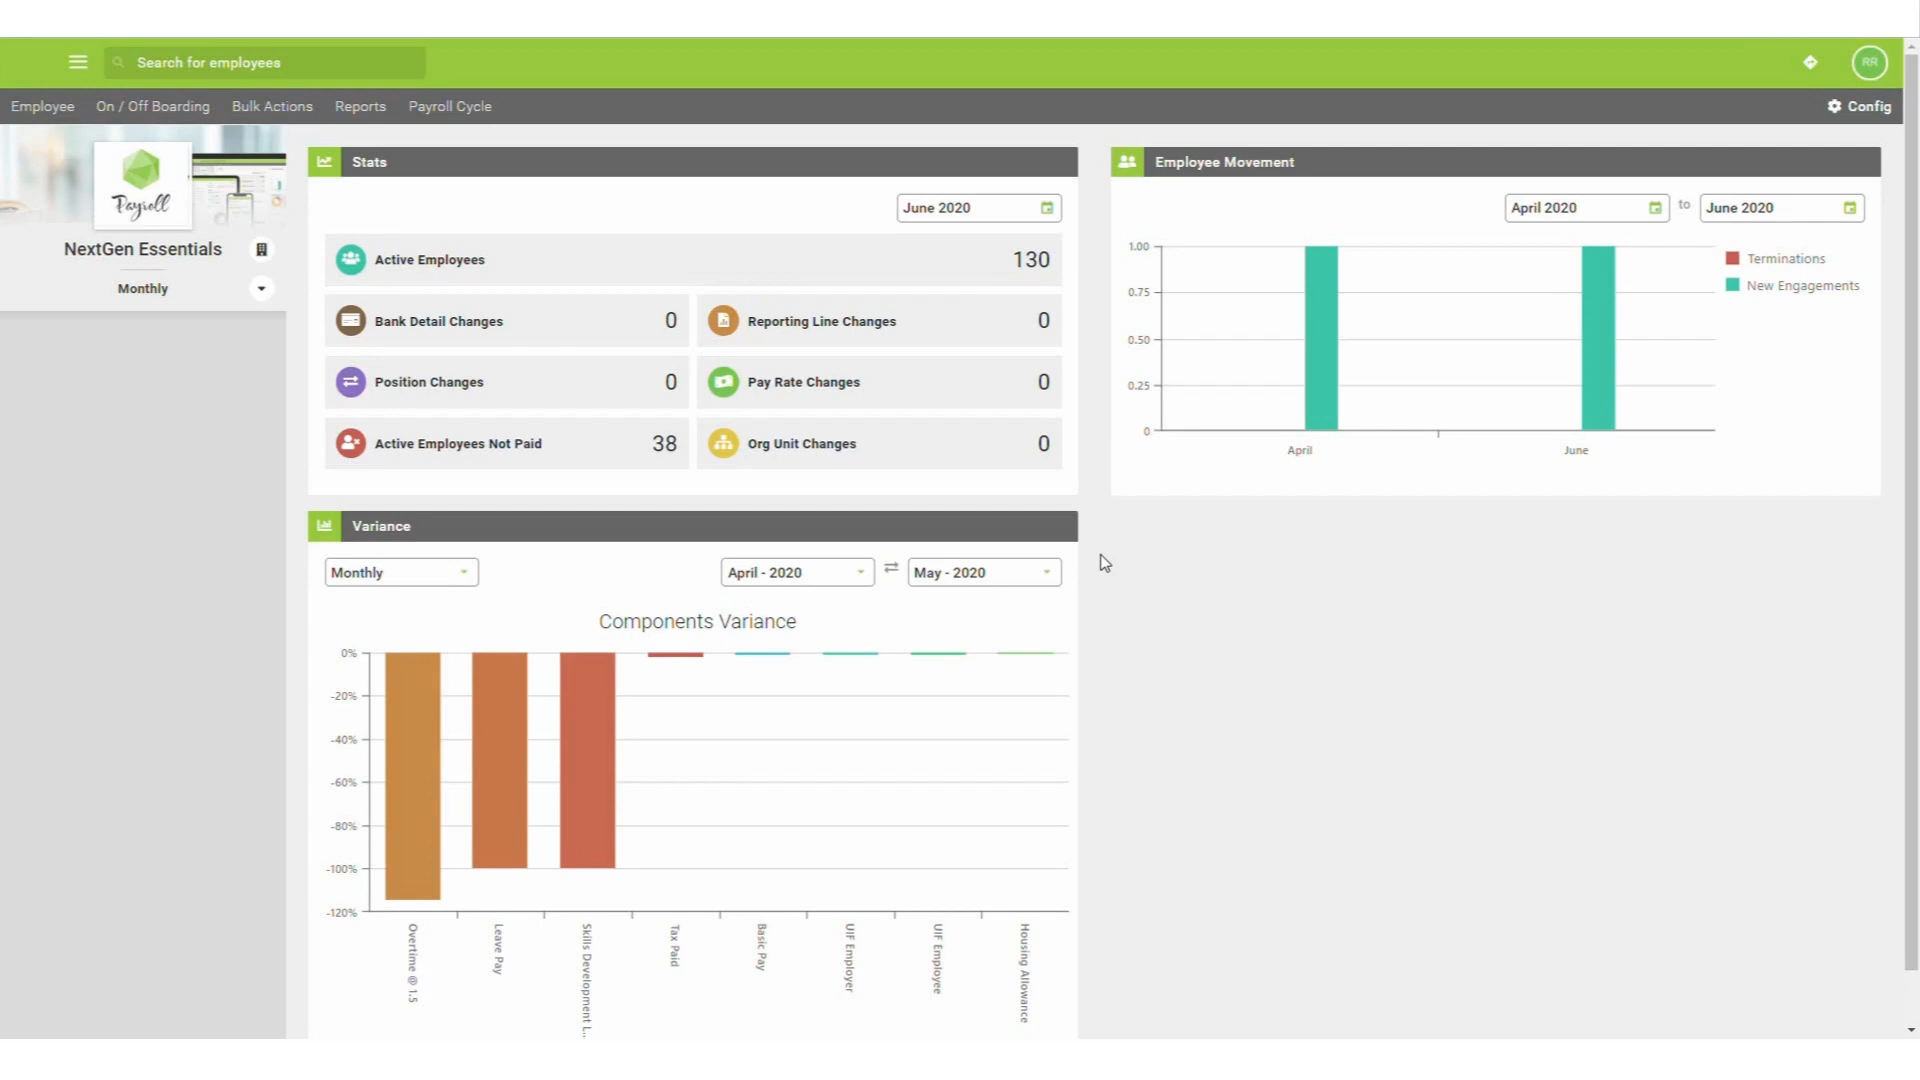 Search for employees
RR
Employee
On / Off Boarding
Bulk Actions
Reports
Payroll Cycle
Config
Payroll
NextGen Essentials
Monthly
Stats
June 2020
Active Employees
130
Bank Detail Changes
0
Reporting Line Changes
0
Position Changes
0
Pay Rate Changes
0
Active Employees Not Paid
38
Org Unit Changes
0
Employee Movement
April 2020
to
June 2020
1.00
0.75
0.50
0.25
0
April
June
Terminations
New Engagements
Variance
Monthly
April - 2020
May - 2020
Components Variance
0%
-20%
-40%
-60%
-80%
-100%
-120%
Overtime @ 1.5
Leave Pay
Skills Development L..
Tax Paid
Basic Pay
UIF Employer
UIF Employee
Housing Allowance